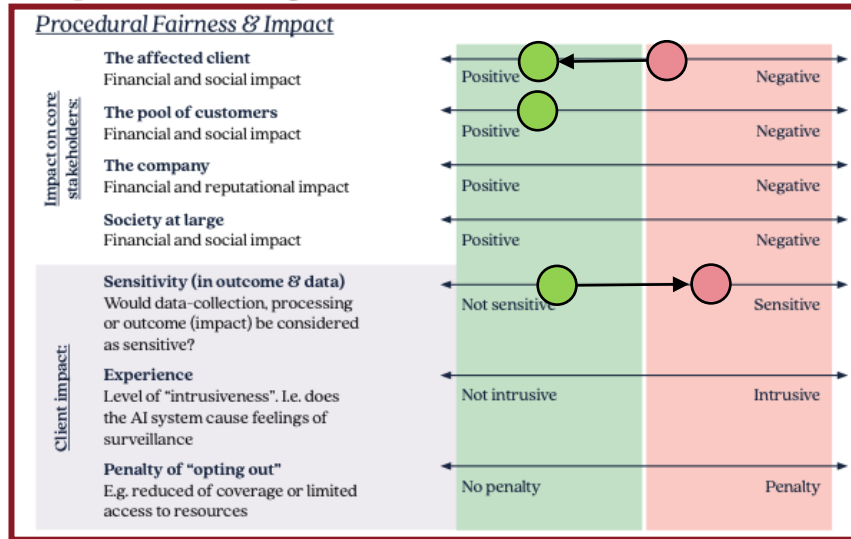 Procedural Fairness & Impact
Impact on core
stakeholders:
The affected client
Financial and social impact
Positive
Negative
The pool of customers
Financial and social impact
Positive
Negative
The company
Financial and reputational impact
Positive
Negative
Society at large
Financial and social impact
Positive
Negative
Client impact:
Sensitivity (in outcome & data)
Would data-collection, processing
or outcome (impact) be considered
as sensitive?
Not sensitive
Sensitive
Experience
Level of “intrusiveness”. I.e. does
the AI system cause feelings of
surveillance
Not intrusive
Intrusive
Penalty of “opting out”
E.g. reduced of coverage or limited
access to resources
No penalty
Penalty